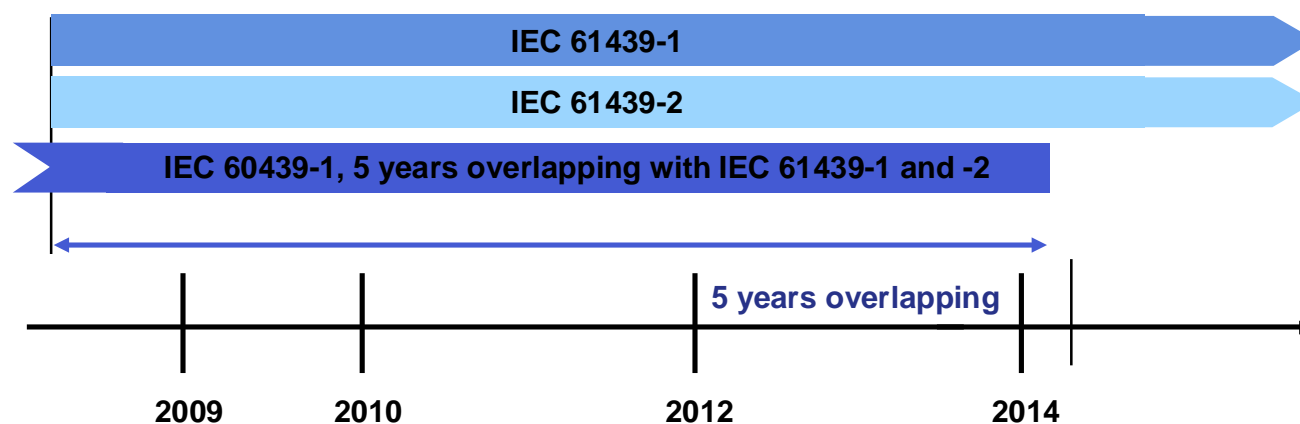 IEC 61439-1
IEC 61439-2
IEC 60439-1, 5 years overlapping with IEC 61439-1 and -2
5 years overlapping
2009 2010 2012 2014